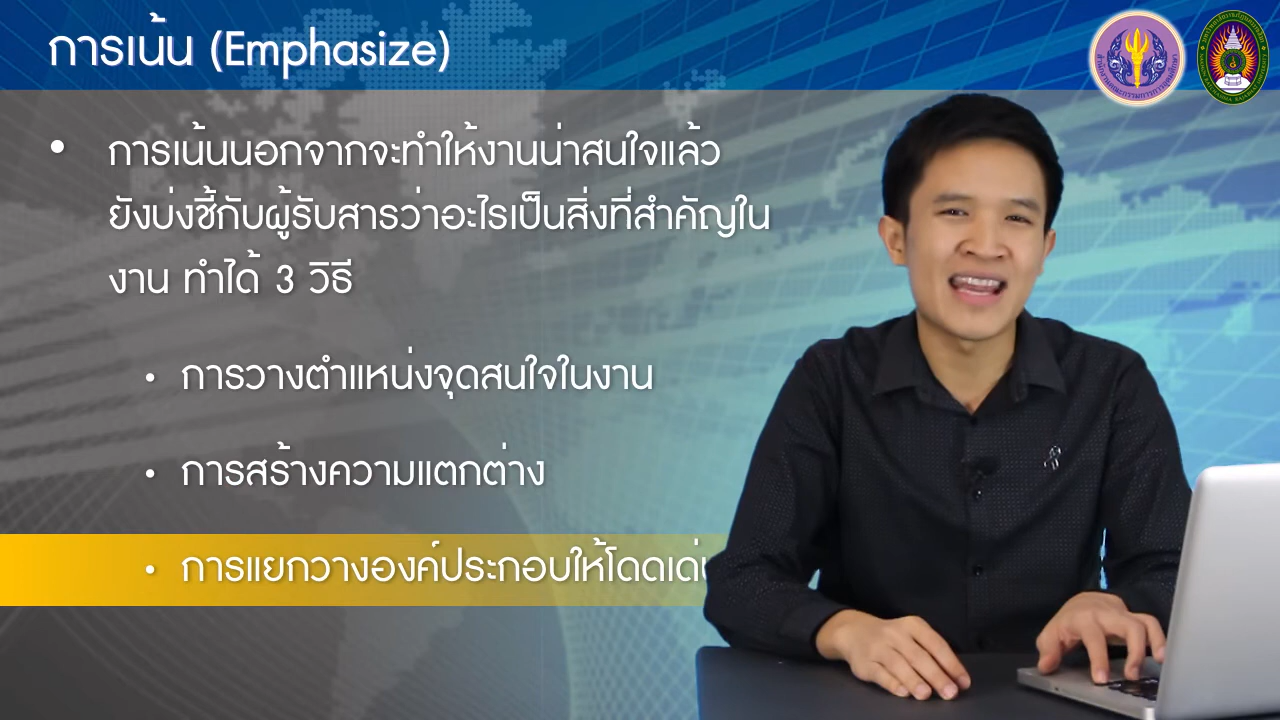 การเน้น (Emphasize)
• การเน้นนอกจากจะทำให้งานน่าสนใจแล้ว
ยังบ่งชี้กับผู้รับสารว่าอะไรเป็นสิ่งที่สำคัญใน
งาน ทำได้ 3 วิธี
• การวางตำแหน่งจุดสนใจในงาน
• การสร้างความแตกต่าง
• การแยกวางองค์ประกอบให้โดดเด่น